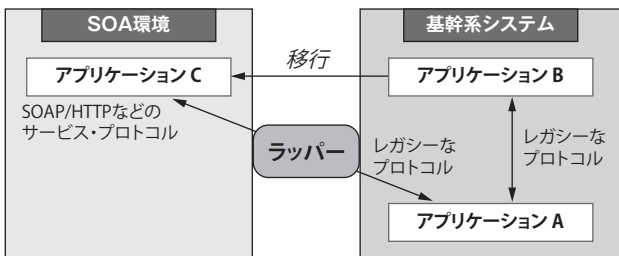 SOA環境
基幹系システム
アプリケーション C
移行
アプリケーション B
SOAP/HTTPなどの
サービス・プロトコル
ラッパー
レガシーな
プロトコル
レガシーな
プロトコル
アプリケーション A